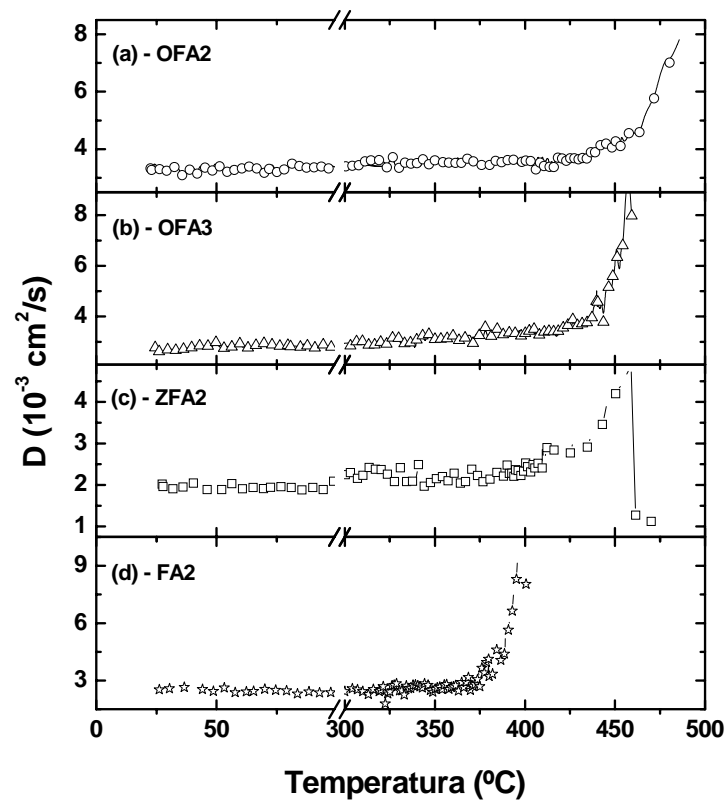 (a) - OFA2
8
6
4
(b) - OFA3
8
6
4
(c) - ZFA2
4
3
2
1
(d) - FA2
9
6
3
D (10⁻³ cm²/s)
0 50 300 350 400 450 500
Temperatura (ºC)